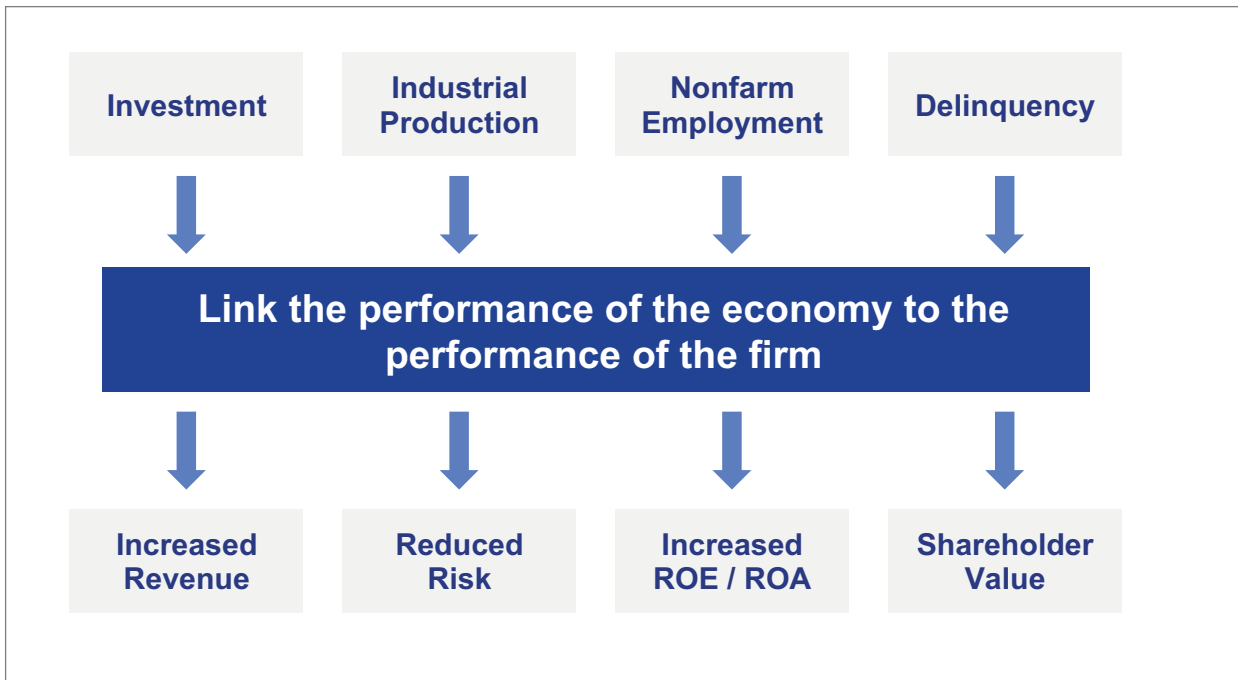 Investment
Industrial
Production
Nonfarm
Employment
Delinquency
Link the performance of the economy to the
performance of the firm
Increased
Revenue
Reduced
Risk
Increased
ROE / ROA
Shareholder
Value